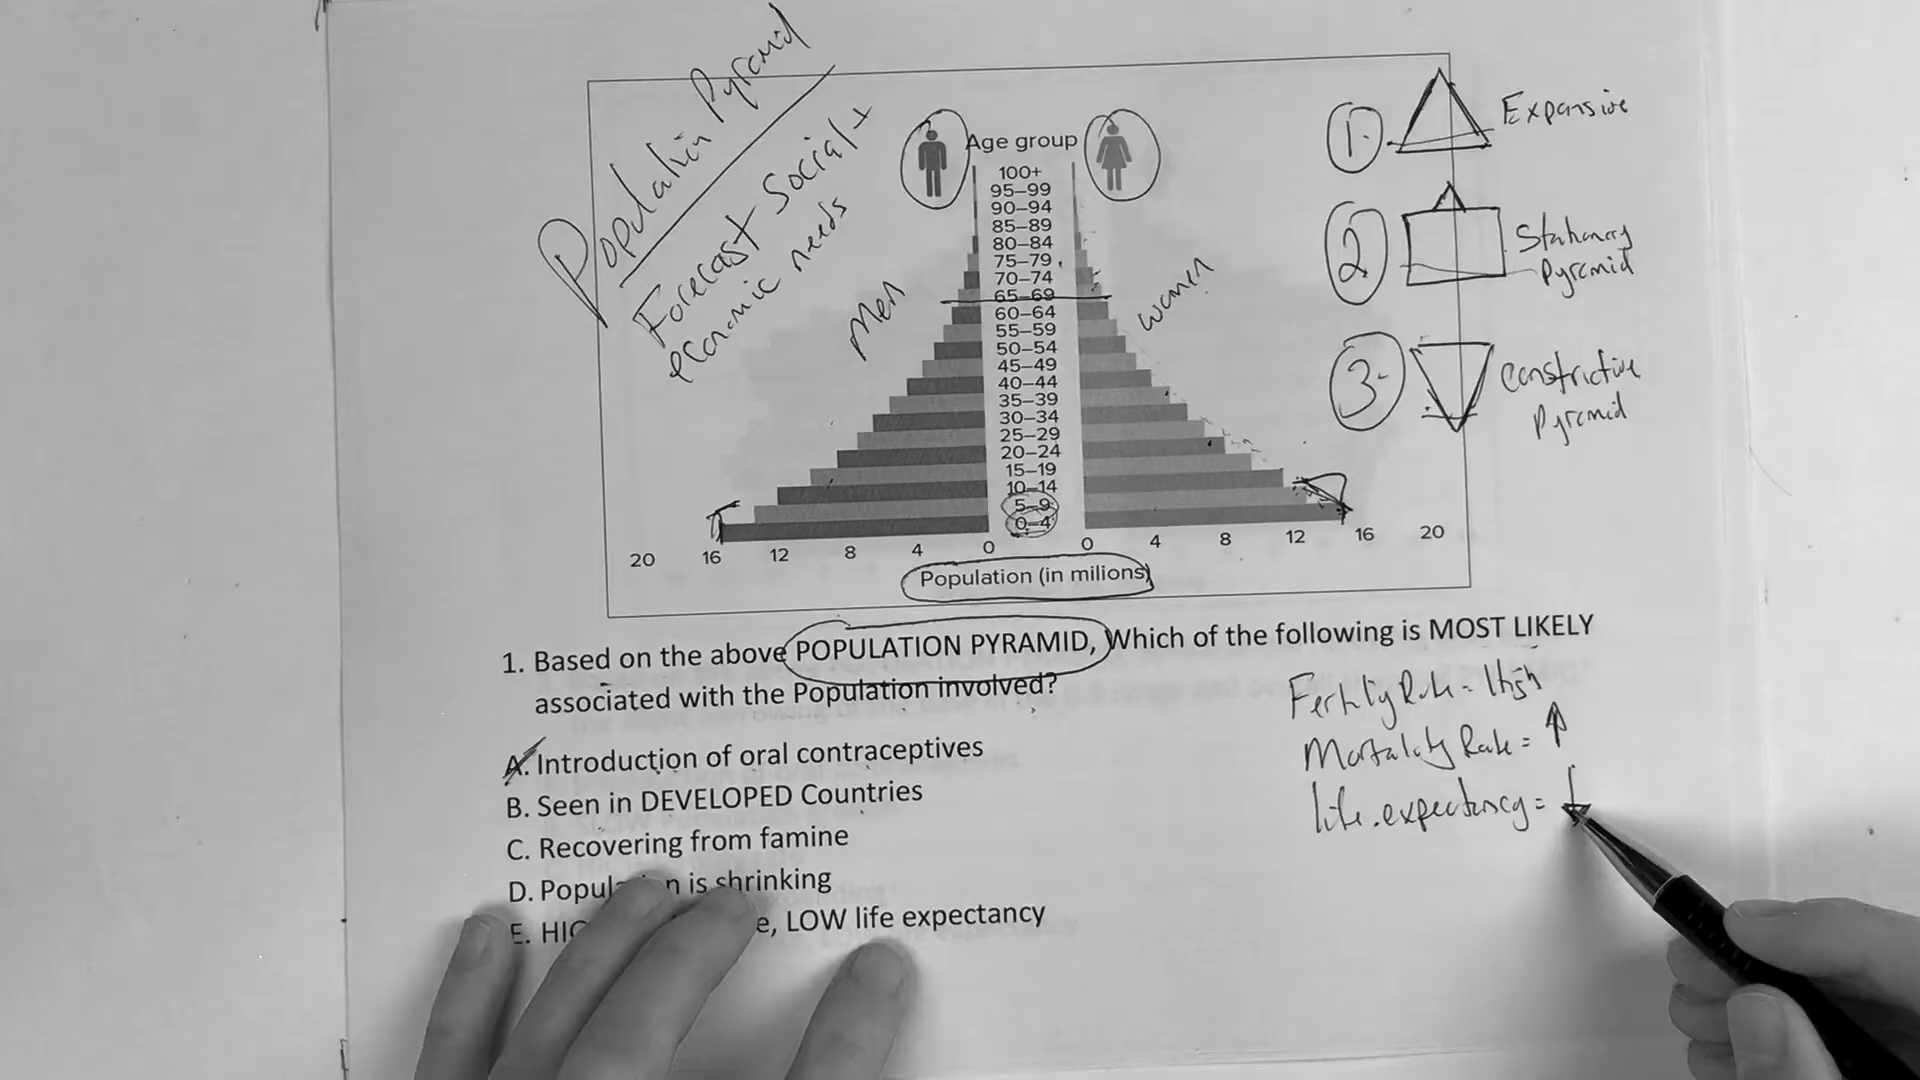 Population Pyramid
Forecast Social +
economic needs
Men
Women
Age group
100+
95–99
90–94
85–89
80–84
75–79
70–74
65–69
60–64
55–59
50–54
45–49
40–44
35–39
30–34
25–29
20–24
15–19
10–14
5–9
0–4
20 16 12 8 4 0 0 4 8 12 16 20
Population (in milions)
1. Expansive
2. Stationary
Pyramid
3. Constrictive
Pyramid
1. Based on the above POPULATION PYRAMID, Which of the following is MOST LIKELY
associated with the Population involved?
A. Introduction of oral contraceptives
B. Seen in DEVELOPED Countries
C. Recovering from famine
D. Popul n is shrinking
E. HIG e, LOW life expectancy
Fertility Rate = High
Mortality Rate = ↑
life expectancy = ↓